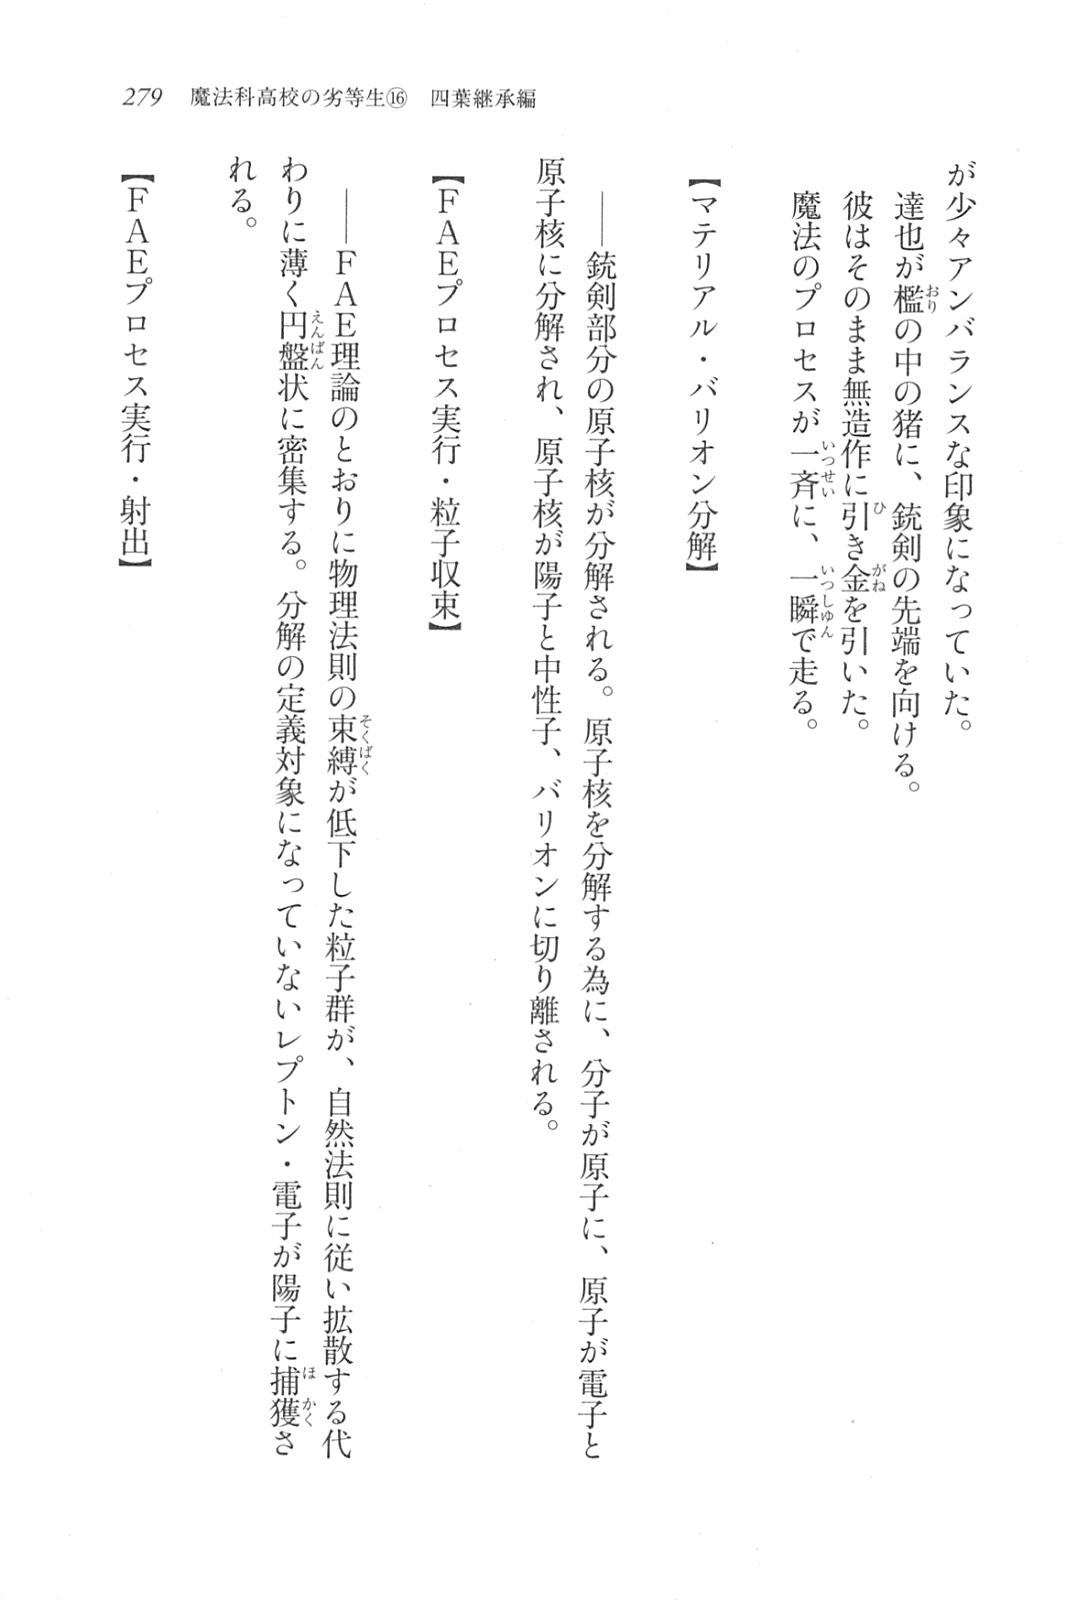 279 魔法科高校の劣等生⑯ 四葉継承編
が少々アンバランスな印象になっていた。
達也が檻の中の猪に、銃剣の先端を向ける。
彼はそのまま無造作に引き金を引いた。
魔法のプロセスが一斉に、一瞬で走る。
【マテリアル・バリオン分解】
――銃剣部分の原子核が分解される。原子核を分解する為に、分子が原子に、原子が電子と
原子核に分解され、原子核が陽子と中性子、バリオンに切り離される。
【ＦＡＥプロセス実行・粒子収束】
――ＦＡＥ理論のとおりに物理法則の束縛が低下した粒子群が、自然法則に従い拡散する代
わりに薄く円盤状に密集する。分解の定義対象になっていないレプトン・電子が陽子に捕獲さ
れる。
【ＦＡＥプロセス実行・射出】